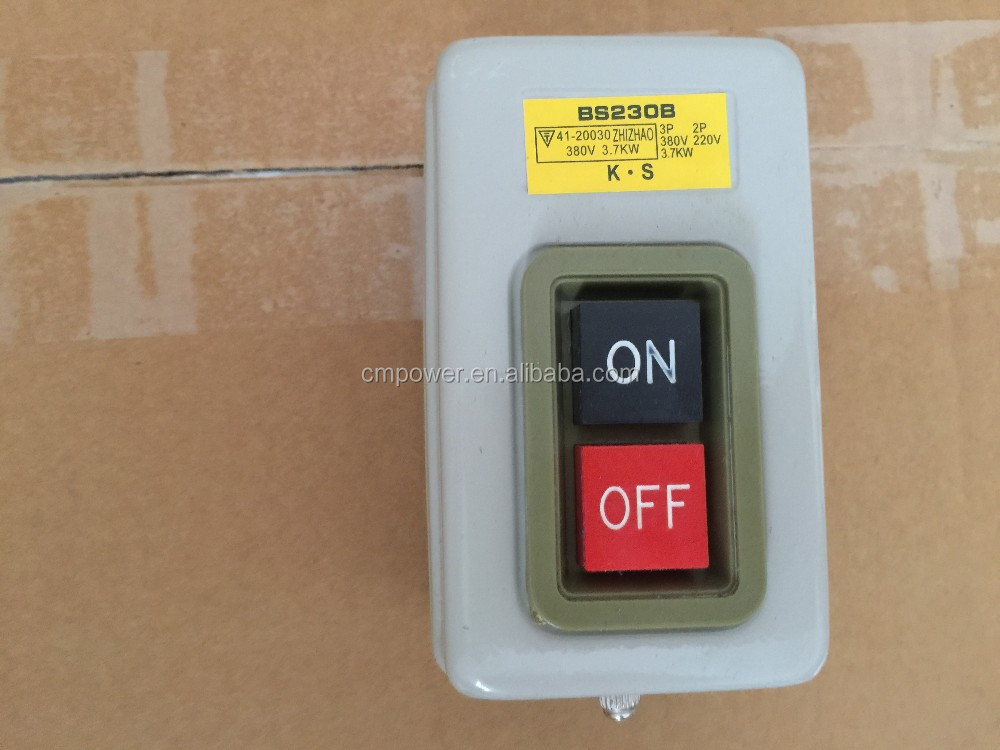 BS230B
41-20030 ZHIZHAO 3P 2P
380V 3.7KW 380V 220V
3.7KW
K·S
ON
cmpower.en.alibaba.com
OFF